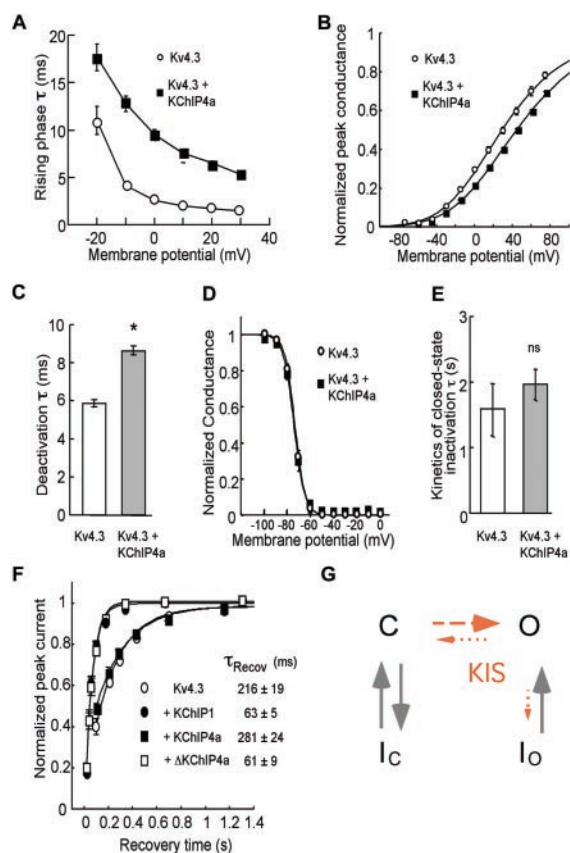 A
Rising phase τ (ms)
20
15
10
5
0
Kv4.3
Kv4.3 +
KChIP4a
-20
0
20
40
Membrane potential (mV)
B
Normalized peak conductance
1
0.8
0.6
0.4
0.2
0
Kv4.3
Kv4.3 +
KChIP4a
-80
-40
0
40
80
Membrane potential (mV)
C
Deactivation τ (ms)
10
8
6
4
2
0
*
Kv4.3
Kv4.3 +
KChIP4a
D
Normalized Conductance
1
0.8
0.6
0.4
0.2
0
Kv4.3
Kv4.3 +
KChIP4a
-100
-80
-60
-40
-20
0
Membrane potential (mV)
E
Kinetics of closed-state
inactivation τ (s)
3
2
1
0
ns
Kv4.3
Kv4.3 +
KChIP4a
F
Normalized peak current
1
0.8
0.6
0.4
0.2
0
τRecov (ms)
Kv4.3 216 ± 19
+ KChIP1 63 ± 5
+ KChIP4a 281 ± 24
+ ΔKChIP4a 61 ± 9
0 0.2 0.4 0.6 0.8 1 1.2 1.4
Recovery time (s)
G
C O
KIS
IC IO